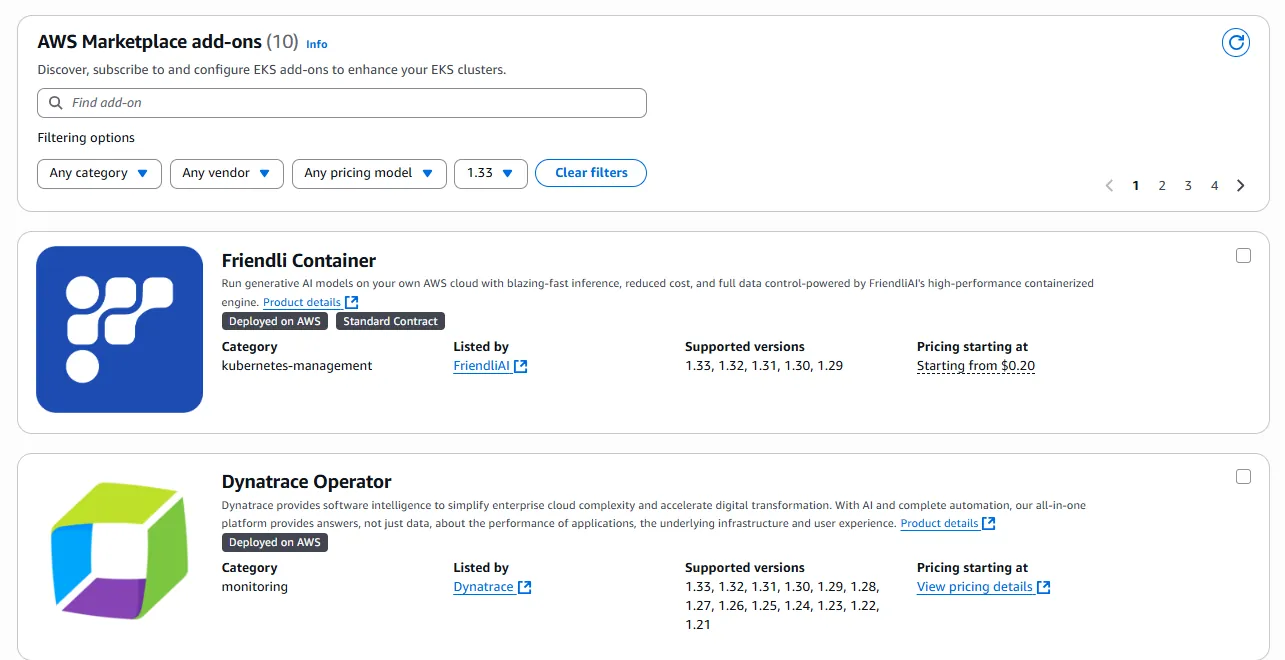 AWS Marketplace add-ons (10) Info
Discover, subscribe to and configure EKS add-ons to enhance your EKS clusters.
Find add-on
Filtering options
Any category Any vendor Any pricing model 1.33 Clear filters
1 2 3 4
Friendli Container
Run generative AI models on your own AWS cloud with blazing-fast inference, reduced cost, and full data control-powered by FriendliAI's high-performance containerized
engine. Product details
Deployed on AWS Standard Contract
Category Listed by Supported versions Pricing starting at
kubernetes-management FriendliAI 1.33, 1.32, 1.31, 1.30, 1.29 Starting from $0.20
Dynatrace Operator
Dynatrace provides software intelligence to simplify enterprise cloud complexity and accelerate digital transformation. With AI and complete automation, our all-in-one
platform provides answers, not just data, about the performance of applications, the underlying infrastructure and user experience. Product details
Deployed on AWS
Category Listed by Supported versions Pricing starting at
monitoring Dynatrace 1.33, 1.32, 1.31, 1.30, 1.29, 1.28, View pricing details
1.27, 1.26, 1.25, 1.24, 1.23, 1.22,
1.21